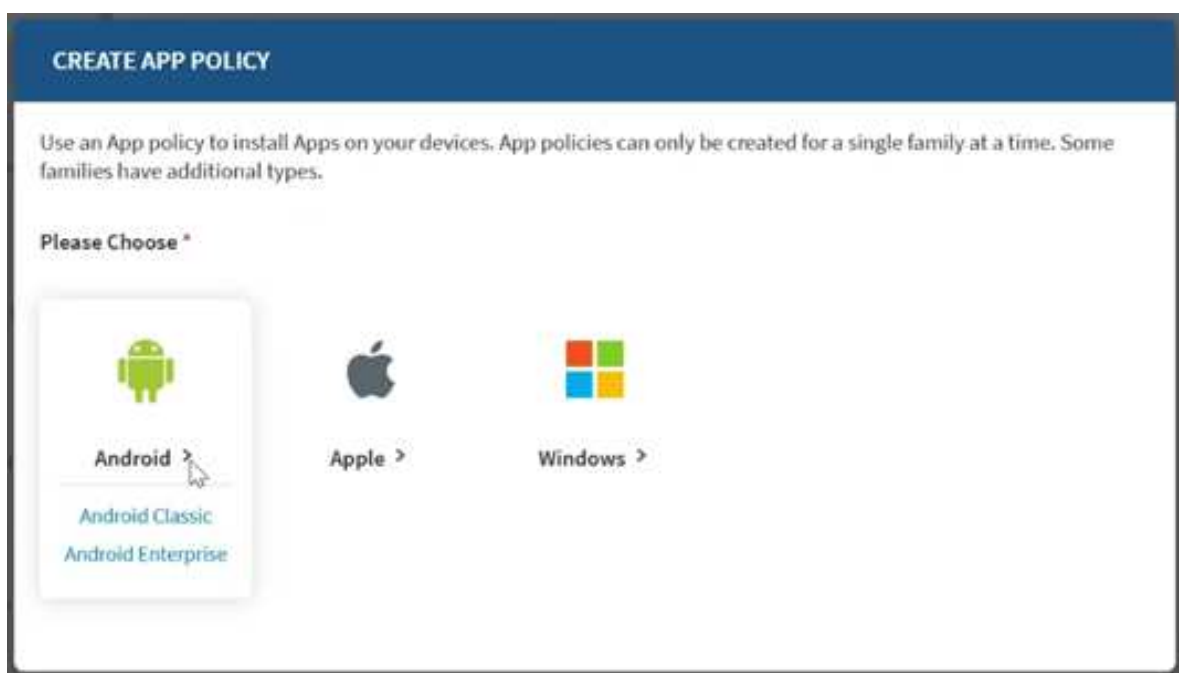 CREATE APP POLICY
Use an App policy to install Apps on your devices. App policies can only be created for a single family at a time. Some
families have additional types.
Please Choose *
Android >
Apple >
Windows >
Android Classic
Android Enterprise